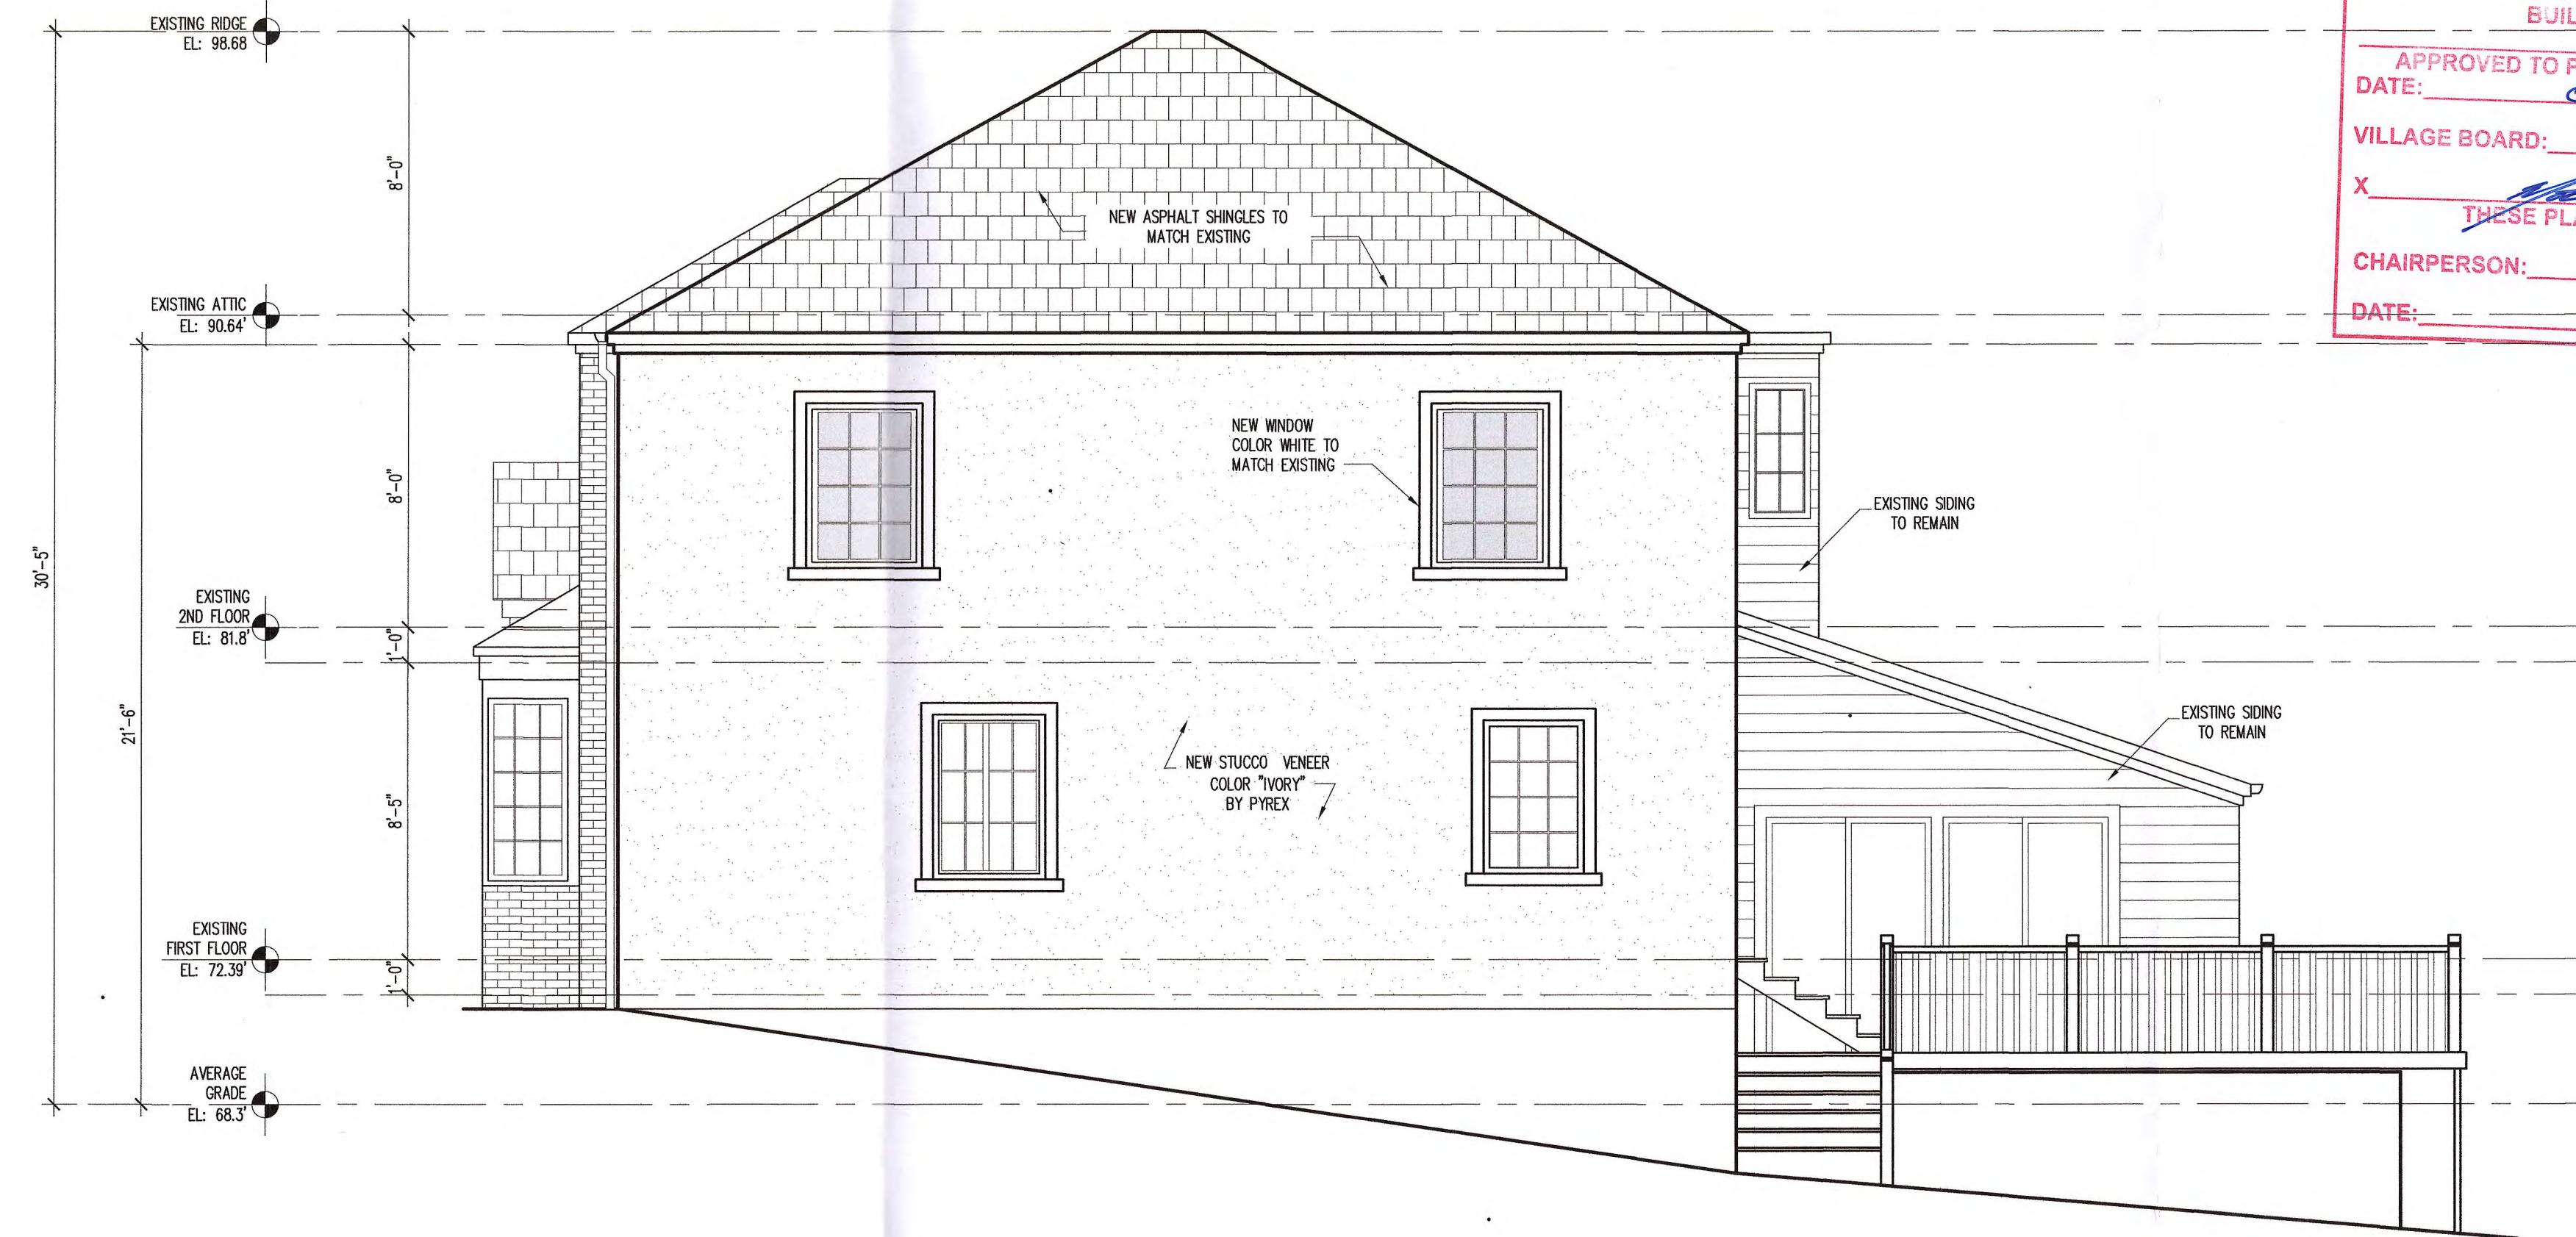 EXISTING RIDGE
EL: 98.68
EXISTING ATTIC
EL: 90.64'
EXISTING
2ND FLOOR
EL: 81.8'
EXISTING
FIRST FLOOR
EL: 72.39'
AVERAGE
GRADE
EL: 68.3'
30'-5"
21'-6"
8'-0"
8'-0"
1'-0"
8'-5"
1'-0"
NEW ASPHALT SHINGLES TO
MATCH EXISTING
NEW WINDOW
COLOR WHITE TO
MATCH EXISTING
NEW STUCCO VENEER
COLOR "IVORY"
BY PYREX
EXISTING SIDING
TO REMAIN
EXISTING SIDING
TO REMAIN
BUIL
APPROVED TO P
DATE:
VILLAGE BOARD:
X
THESE PLA
CHAIRPERSON:
DATE: